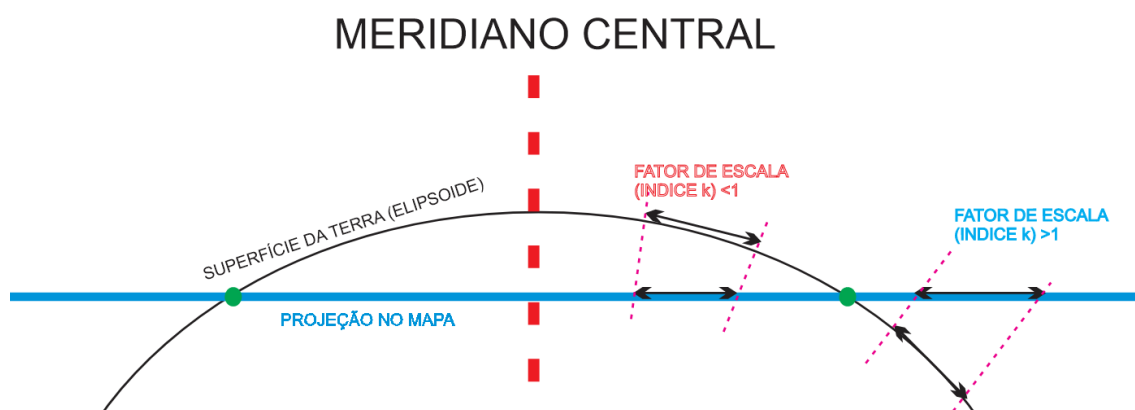 MERIDIANO CENTRAL
FATOR DE ESCALA
(INDICE k) <1
SUPERFÍCIE DA TERRA (ELIPSOIDE)
FATOR DE ESCALA
(INDICE k) >1
PROJEÇÃO NO MAPA